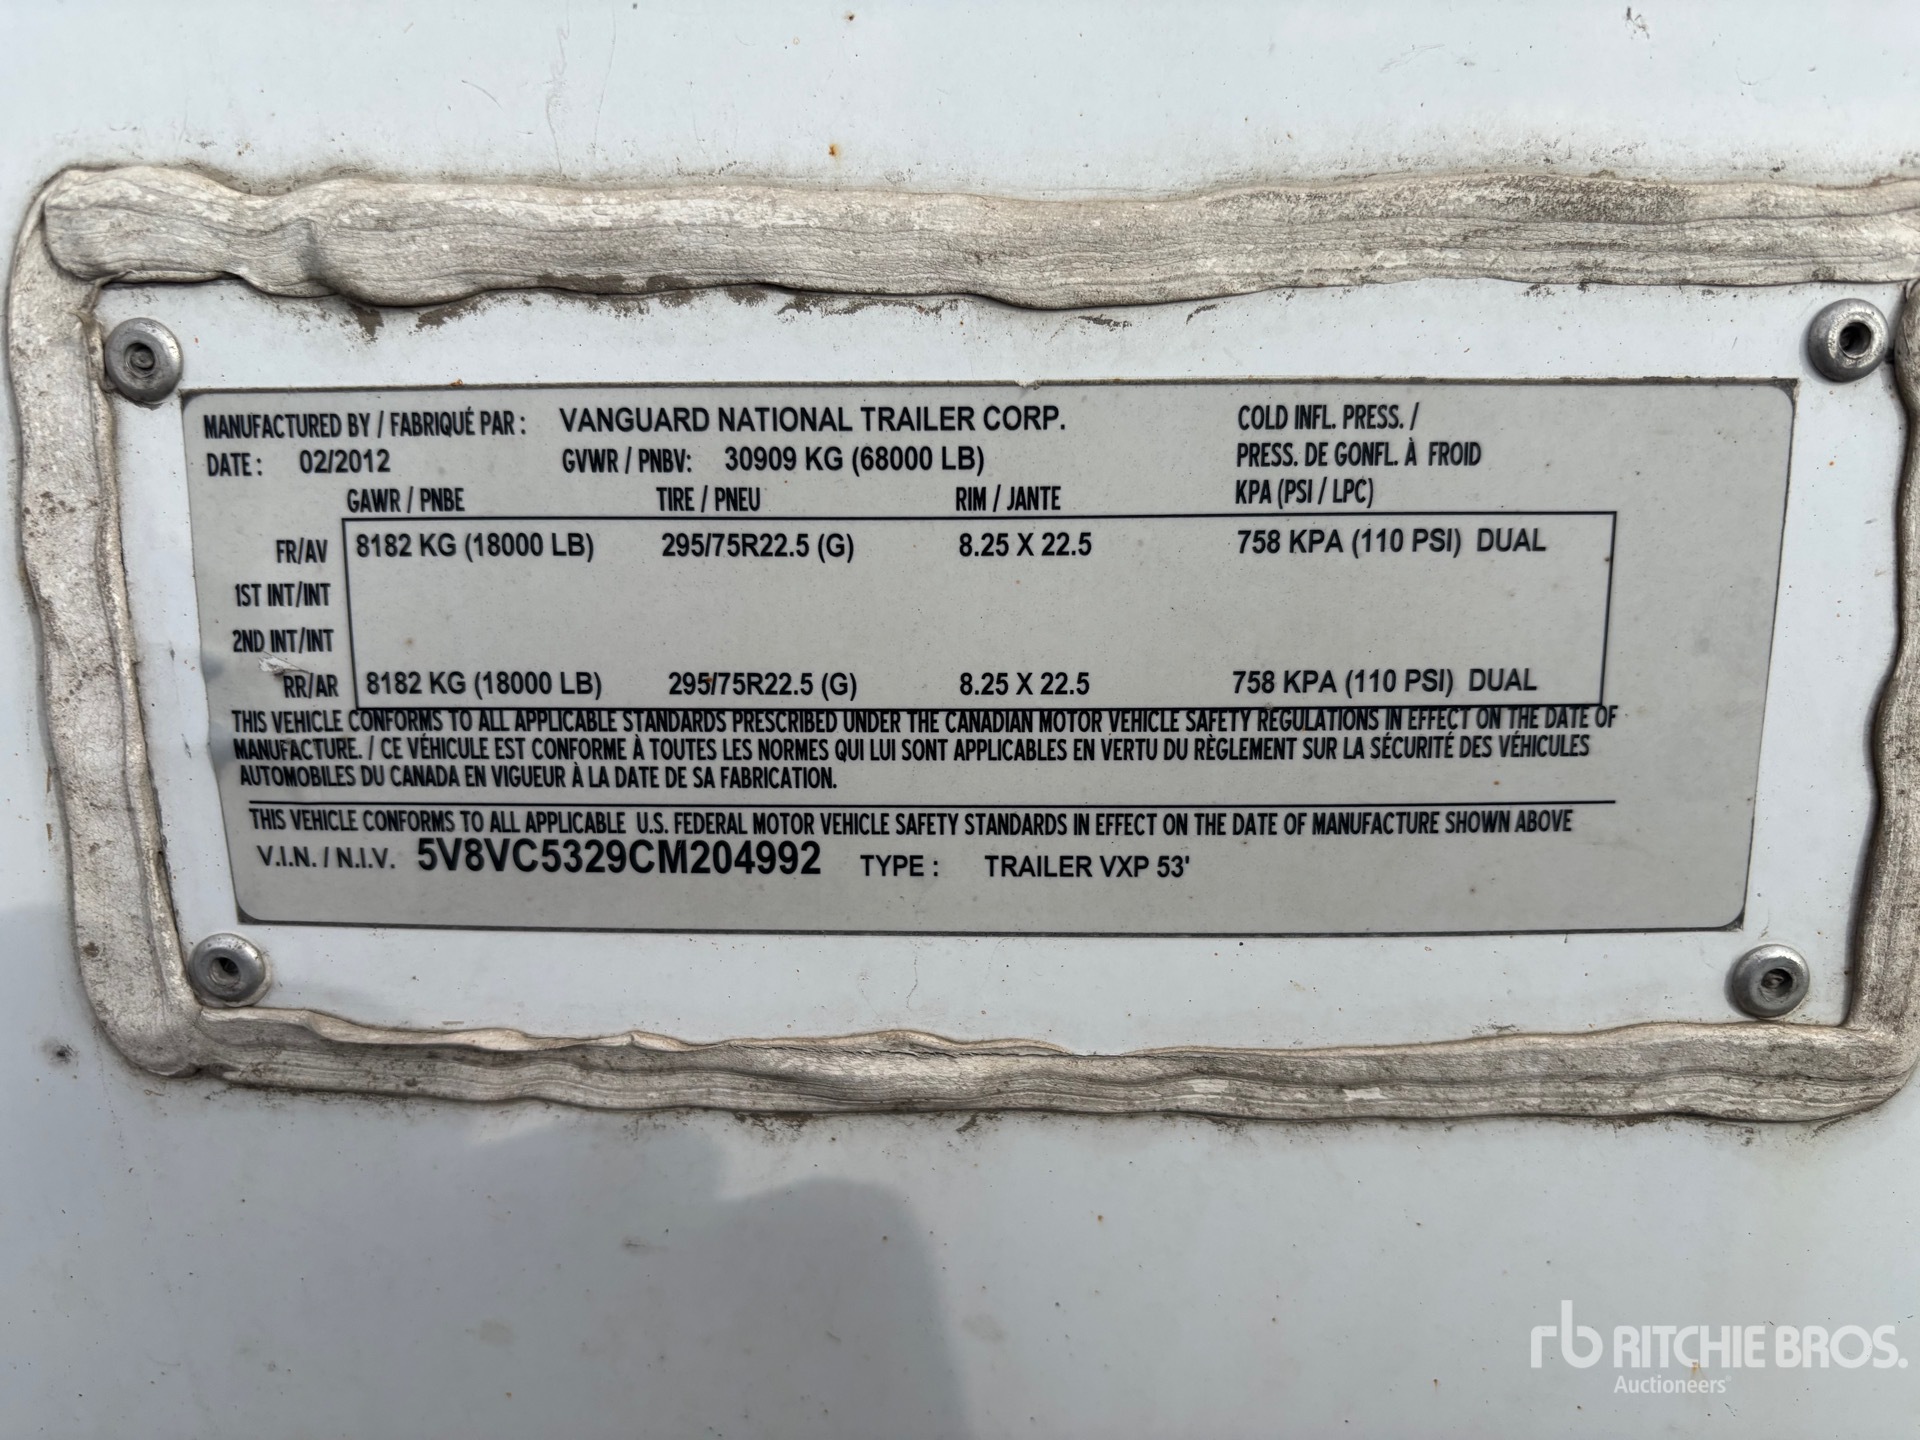 MANUFACTURED BY / FABRIQUÉ PAR : VANGUARD NATIONAL TRAILER CORP. COLD INFL. PRESS. /
DATE : 02/2012 GVWR / PNBV: 30909 KG (68000 LB) PRESS. DE GONFL. À FROID
GAWR / PNBE TIRE / PNEU RIM / JANTE KPA (PSI / LPC)
FR/AV 8182 KG (18000 LB) 295/75R22.5 (G) 8.25 X 22.5 758 KPA (110 PSI) DUAL
1ST INT/INT
2ND INT/INT
RR/AR 8182 KG (18000 LB) 295/75R22.5 (G) 8.25 X 22.5 758 KPA (110 PSI) DUAL
THIS VEHICLE CONFORMS TO ALL APPLICABLE STANDARDS PRESCRIBED UNDER THE CANADIAN MOTOR VEHICLE SAFETY REGULATIONS IN EFFECT ON THE DATE OF
MANUFACTURE. / CE VÉHICULE EST CONFORME À TOUTES LES NORMES QUI LUI SONT APPLICABLES EN VERTU DU RÈGLEMENT SUR LA SÉCURITÉ DES VÉHICULES
AUTOMOBILES DU CANADA EN VIGUEUR À LA DATE DE SA FABRICATION.
THIS VEHICLE CONFORMS TO ALL APPLICABLE U.S. FEDERAL MOTOR VEHICLE SAFETY STANDARDS IN EFFECT ON THE DATE OF MANUFACTURE SHOWN ABOVE
V.I.N. / N.I.V. 5V8VC5329CM204992 TYPE : TRAILER VXP 53'
rb RITCHIE BROS.
Auctioneers